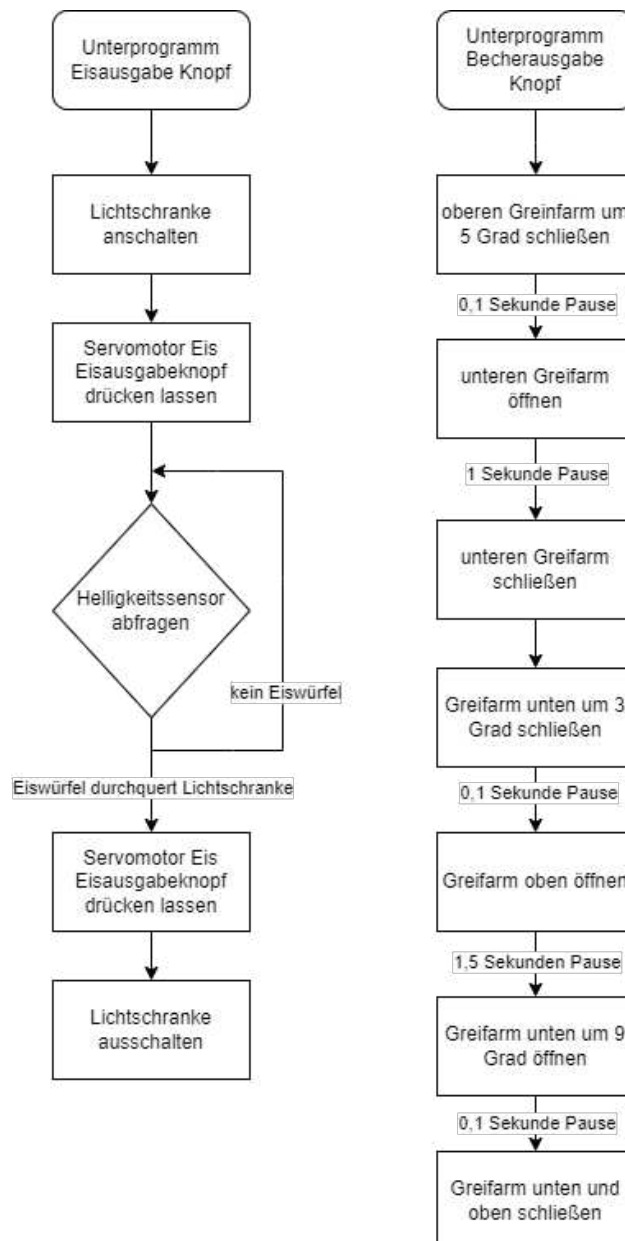 Unterprogramm
Eisausgabe Knopf
Lichtschranke
anschalten
Servomotor Eis
Eisausgabeknopf
drücken lassen
Helligkeitssensor
abfragen
kein Eiswürfel
Eiswürfel durchquert Lichtschranke
Servomotor Eis
Eisausgabeknopf
drücken lassen
Lichtschranke
ausschalten
Unterprogramm
Becherausgabe
Knopf
oberen Greinfarm um
5 Grad schließen
0,1 Sekunde Pause
unteren Greifarm
öffnen
1 Sekunde Pause
unteren Greifarm
schließen
Greifarm unten um 3
Grad schließen
0,1 Sekunde Pause
Greifarm oben öffnen
1,5 Sekunden Pause
Greifarm unten um 9
Grad öffnen
0,1 Sekunde Pause
Greifarm unten und
oben schließen